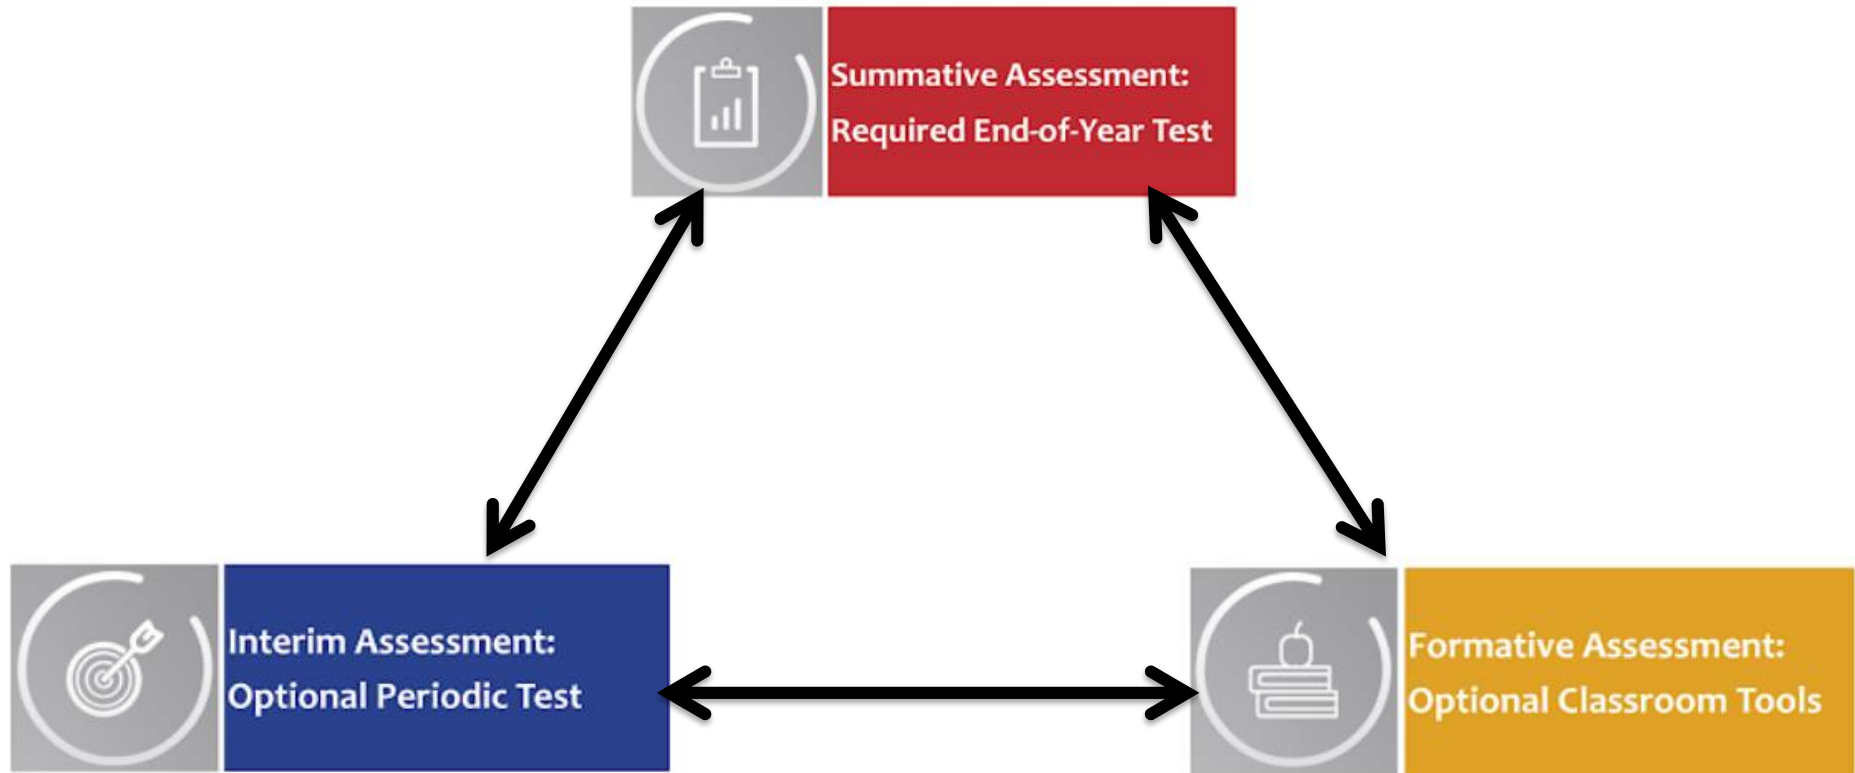 Summative Assessment:
Required End-of-Year Test
Interim Assessment:
Optional Periodic Test
Formative Assessment:
Optional Classroom Tools